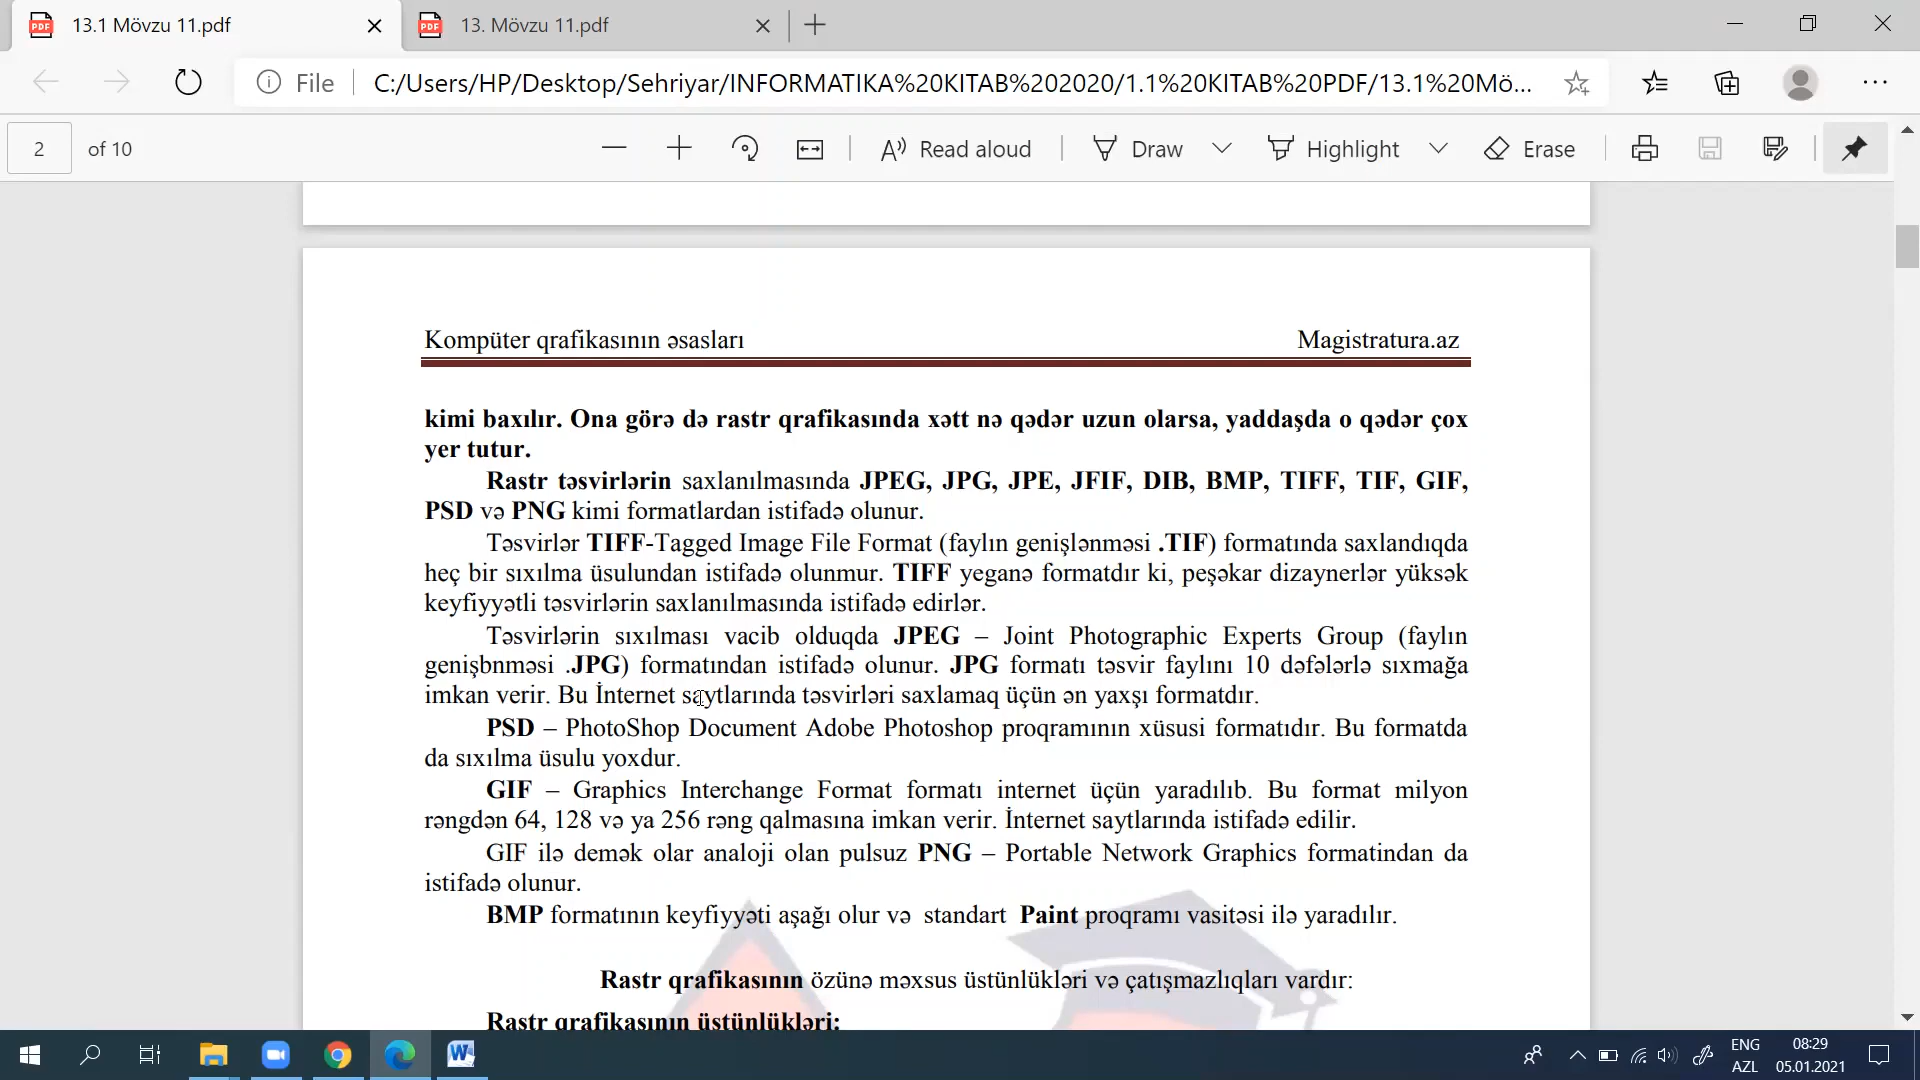 13.1 Mövzu 11.pdf
13. Mövzu 11.pdf
File
C:/Users/HP/Desktop/Sehriyar/INFORMATIKA%20KITAB%202020/1.1%20KITAB%20PDF/13.1%20Mö...
2 of 10
Read aloud
Draw
Highlight
Erase
Kompüter qrafikasının əsasları
Magistratura.az
kimi baxılır. Ona görə də rastr qrafikasında xətt nə qədər uzun olarsa, yaddaşda o qədər çox
yer tutur.
Rastr təsvirlərin saxlanılmasında JPEG, JPG, JPE, JFIF, DIB, BMP, TIFF, TIF, GIF,
PSD və PNG kimi formatlardan istifadə olunur.
Təsvirlər TIFF-Tagged Image File Format (faylın genişlənməsi .TIF) formatında saxlandıqda
heç bir sıxılma üsulundan istifadə olunmur. TIFF yeganə formatdır ki, peşəkar dizaynerlər yüksək
keyfiyyətli təsvirlərin saxlanılmasında istifadə edirlər.
Təsvirlərin sıxılması vacib olduqda JPEG – Joint Photographic Experts Group (faylın
genişbnməsi .JPG) formatından istifadə olunur. JPG formatı təsvir faylını 10 dəfələrlə sıxmağa
imkan verir. Bu İnternet saytlarında təsvirləri saxlamaq üçün ən yaxşı formatdır.
PSD – PhotoShop Document Adobe Photoshop proqramının xüsusi formatıdır. Bu formatda
da sıxılma üsulu yoxdur.
GIF – Graphics Interchange Format formatı internet üçün yaradılıb. Bu format milyon
rəngdən 64, 128 və ya 256 rəng qalmasına imkan verir. İnternet saytlarında istifadə edilir.
GIF ilə demək olar analoji olan pulsuz PNG – Portable Network Graphics formatindan da
istifadə olunur.
BMP formatının keyfiyyəti aşağı olur və standart Paint proqramı vasitəsi ilə yaradılır.
Rastr qrafikasının özünə məxsus üstünlükləri və çatışmazlıqları vardır:
Rastr qrafikasının üstünlükləri:
ENG
AZL
08:29
05.01.2021